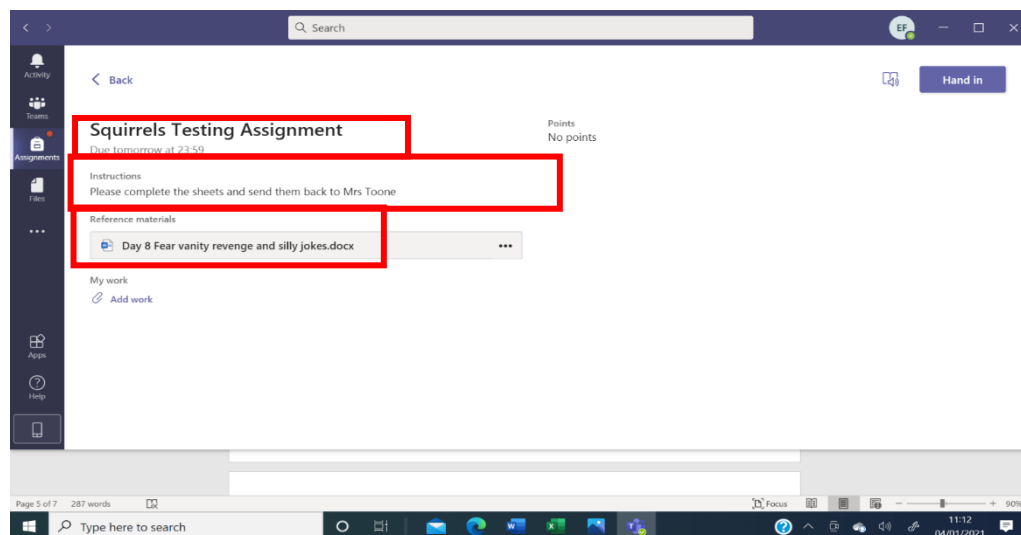 Search
EF
Activity
Teams
Assignments
Files
Apps
Help
Back
Hand in
Squirrels Testing Assignment
Due tomorrow at 23:59
Points
No points
Instructions
Please complete the sheets and send them back to Mrs Toone
Reference materials
Day 8 Fear vanity revenge and silly jokes.docx
My work
Add work
Page 5 of 7 287 words
Focus
90%
Type here to search
11:12
04/01/2021